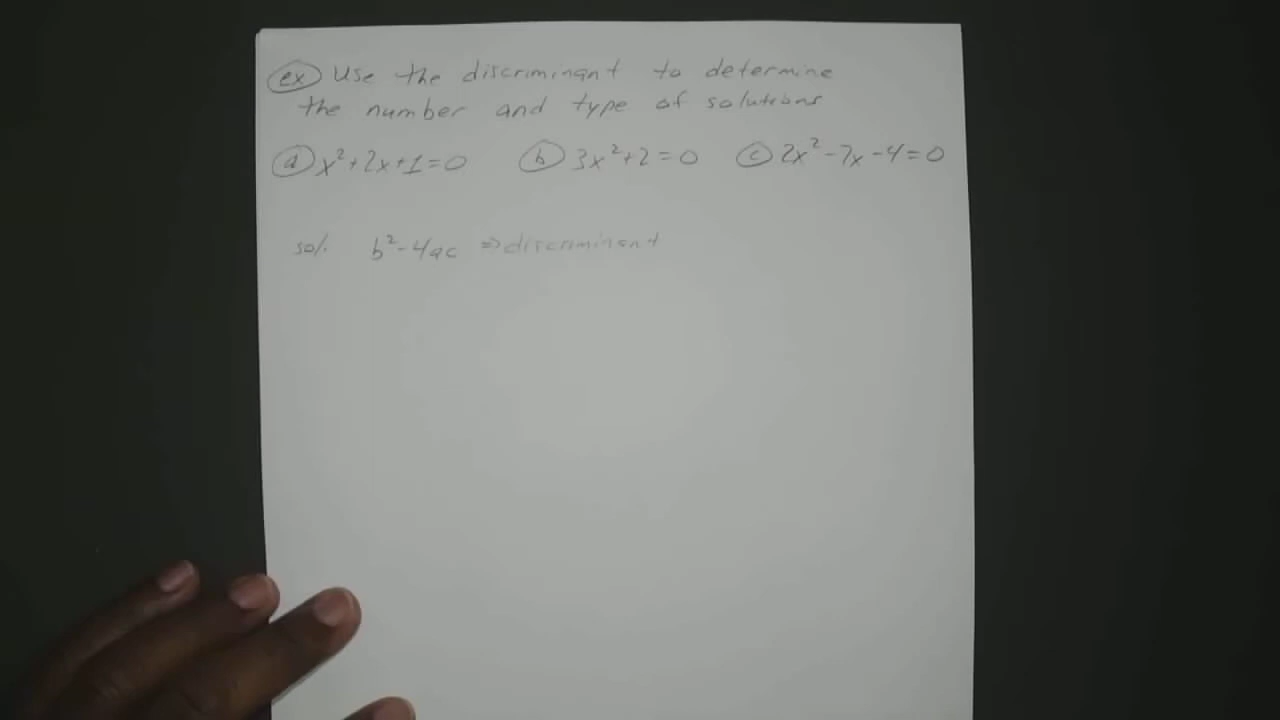 ex Use the discriminant to determine
the number and type of solutions
a x²+2x+1=0 b 3x²+2=0 c 2x²-7x-4=0
sol. b²-4ac ⇒ discriminant